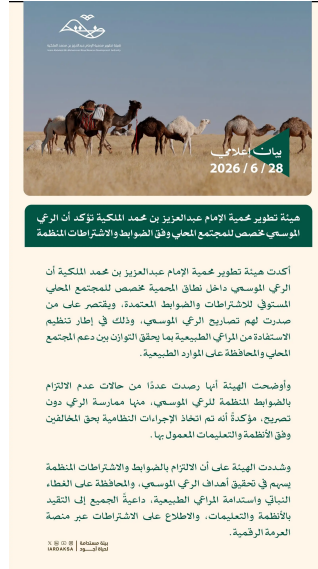 هيئة تطوير محمية الإمام عبدالعزيز بن محمد الملكية
بيان إعلامي
2026 / 6 / 28
هيئة تطوير محمية الإمام عبدالعزيز بن محمد الملكية تؤكد أن الرعي
الموسمي مخصص للمجتمع المحلي وفق الضوابط والاشتراطات المنظمة
أكدت هيئة تطوير محمية الإمام عبدالعزيز بن محمد الملكية أن
الرعي الموسمي داخل نطاق المحمية مخصص للمجتمع المحلي
المستوفي للاشتراطات والضوابط المعتمدة، ويقتصر على من
صدرت لهم تصاريح الرعي الموسمي، وذلك في إطار تنظيم
الاستفادة من المراعي الطبيعية بما يحقق التوازن بين دعم المجتمع
المحلي والمحافظة على الموارد الطبيعية.
وأوضحت الهيئة أنها رصدت عددًا من حالات عدم الالتزام
بالضوابط المنظمة للرعي الموسمي، منها ممارسة الرعي دون
تصريح، مؤكدةً أنه تم اتخاذ الإجراءات النظامية بحق المخالفين
وفق الأنظمة والتعليمات المعمول بها.
وشددت الهيئة على أن الالتزام بالضوابط والاشتراطات المنظمة
يسهم في تحقيق أهداف الرعي الموسمي، والمحافظة على الغطاء
النباتي واستدامة المراعي الطبيعية، داعيةً الجميع إلى التقيد
بالأنظمة والتعليمات، والاطلاع على الاشتراطات عبر منصة
العرمة الرقمية.
بيئة مستدامة
لحياة أجــود
IARDAKSA